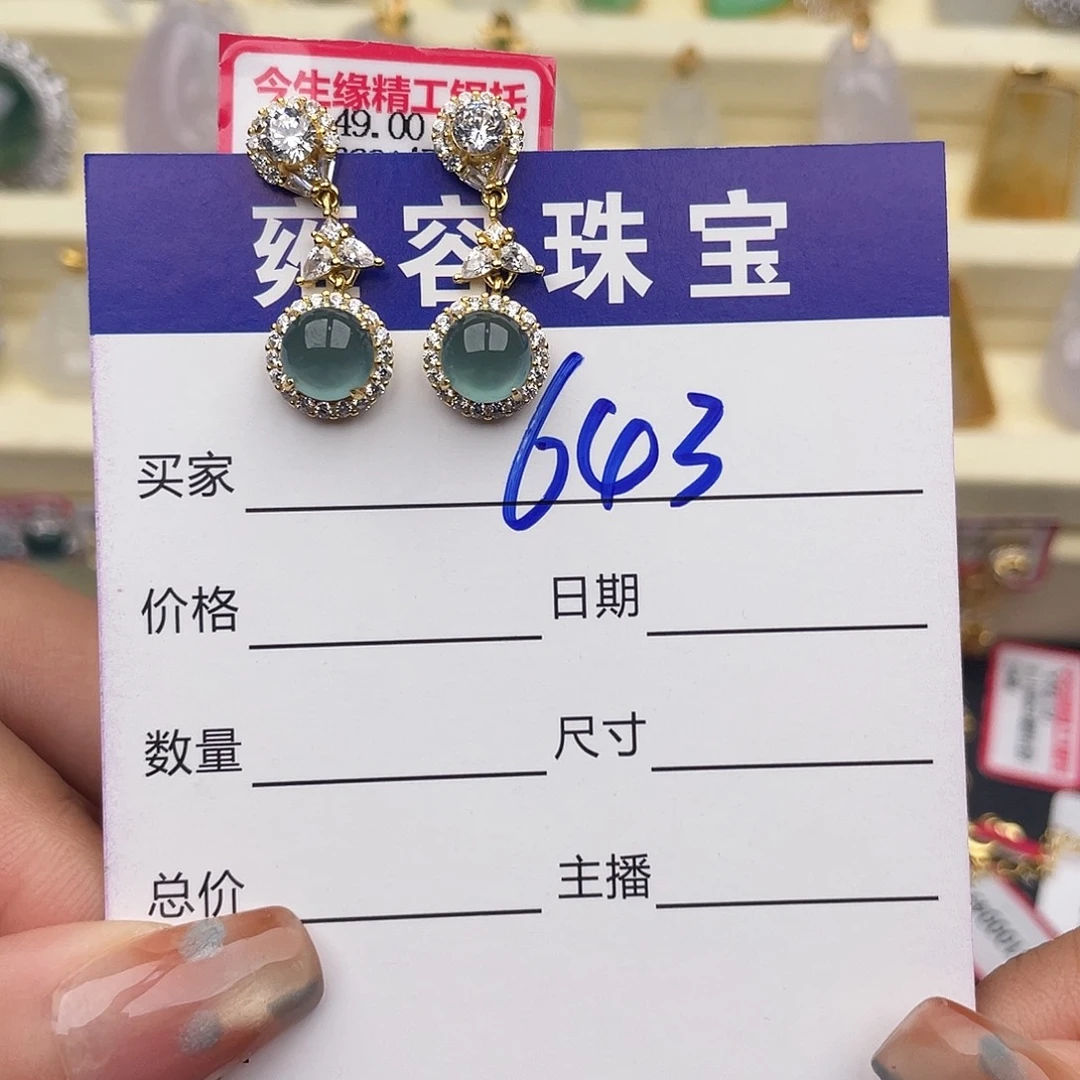 今生缘精工银托
49.00
雍容珠宝
643
买家
价格 日期
数量 尺寸
总价 主播